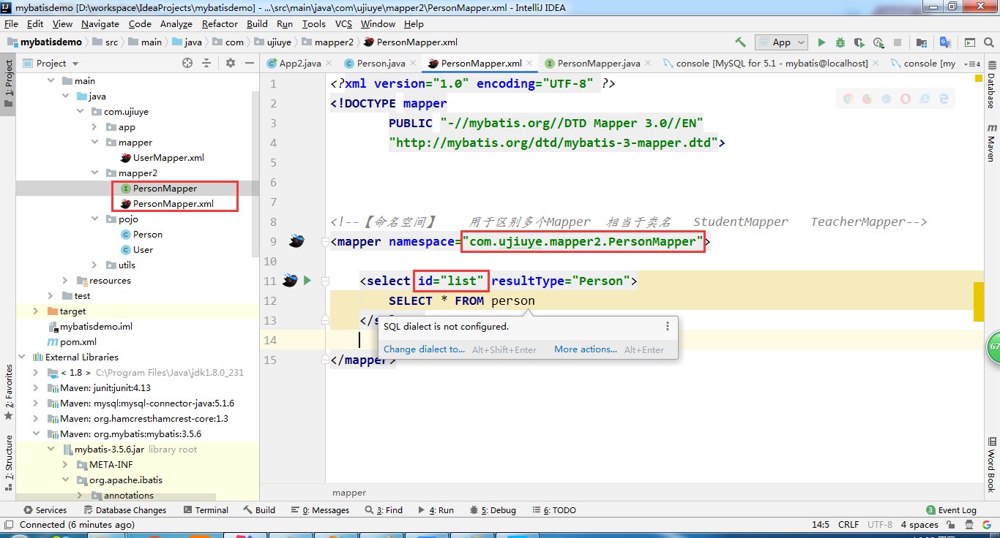 mybatisdemo [D:\workspace\IdeaProjects\mybatisdemo] - ...\src\main\java\com\ujiuye\mapper2\PersonMapper.xml - IntelliJ IDEA
File Edit View Navigate Code Analyze Refactor Build Run Tools VCS Window Help
mybatisdemo src main java com ujiuye mapper2 PersonMapper.xml App
Project App2.java Person.java PersonMapper.xml PersonMapper.java console [MySQL for 5.1 - mybatis@localhost] console [my 4
1: Project
2: Favorites
7: Structure
main
java
com.ujiuye
app
mapper
UserMapper.xml
mapper2
PersonMapper
PersonMapper.xml
pojo
Person
User
utils
resources
test
target
mybatisdemo.iml
pom.xml
External Libraries
< 1.8 > C:\Program Files\Java\jdk1.8.0_231
Maven: junit:junit:4.13
Maven: mysql:mysql-connector-java:5.1.6
Maven: org.hamcrest:hamcrest-core:1.3
Maven: org.mybatis:mybatis:3.5.6
mybatis-3.5.6.jar library root
META-INF
org.apache.ibatis
annotations
1 <?xml version="1.0" encoding="UTF-8" ?>
2 <!DOCTYPE mapper
3 PUBLIC "-//mybatis.org//DTD Mapper 3.0//EN"
4 "http://mybatis.org/dtd/mybatis-3-mapper.dtd">
5
6
7
8 <!--【命名空间】 用于区别多个Mapper 相当于类名 StudentMapper TeacherMapper-->
9 <mapper namespace="com.ujiuye.mapper2.PersonMapper">
10
11 <select id="list" resultType="Person">
12 SELECT * FROM person
13 </s
SQL dialect is not configured.
14
Change dialect to... Alt+Shift+Enter More actions... Alt+Enter
15 </mapper>
mapper
Database
Maven
67
Word Book
Services Database Changes Terminal Build 0: Messages 3: Find 4: Run 5: Debug 6: TODO 3 Event Log
Connected (6 minutes ago) 14:5 CRLF UTF-8 4 spaces